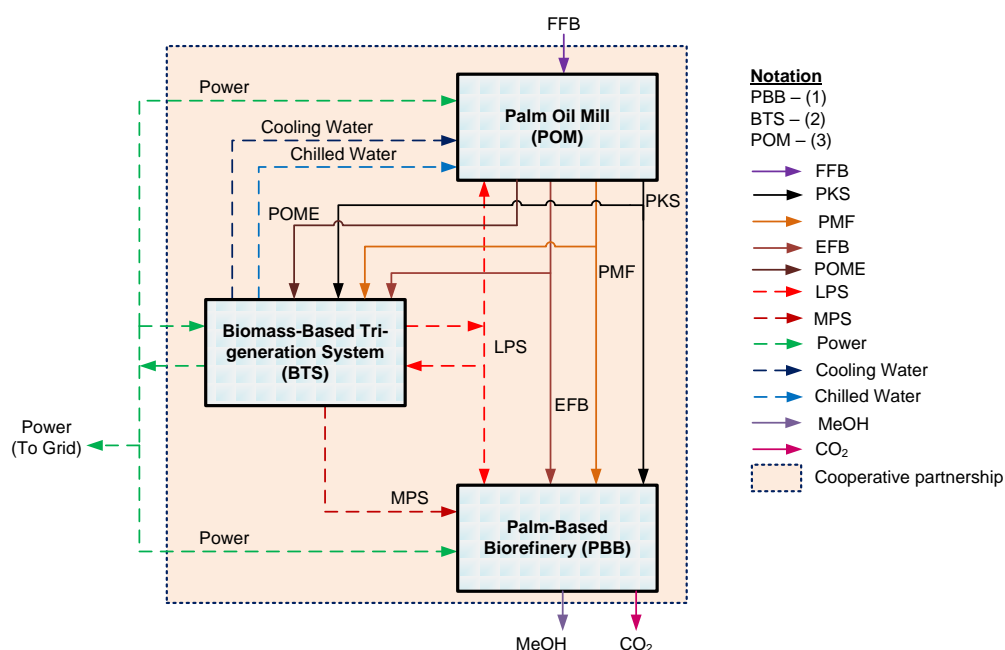 FFB
Power
Palm Oil Mill
(POM)
Cooling Water
Chilled Water
POME
PKS
PMF
Biomass-Based Tri-
generation System
(BTS)
LPS
EFB
Power
(To Grid)
MPS
Power
Palm-Based
Biorefinery (PBB)
MeOH
CO₂
Notation
PBB – (1)
BTS – (2)
POM – (3)
FFB
PKS
PMF
EFB
POME
LPS
MPS
Power
Cooling Water
Chilled Water
MeOH
CO₂
Cooperative partnership